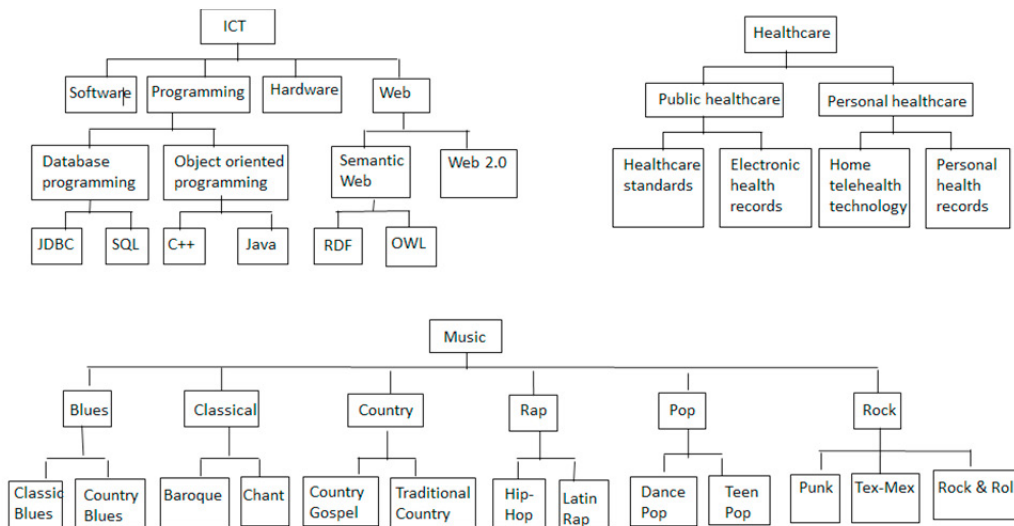 ICT
Software
Programming
Hardware
Web
Database
programming
Object oriented
programming
Semantic
Web
Web 2.0
JDBC
SQL
C++
Java
RDF
OWL
Healthcare
Public healthcare
Personal healthcare
Healthcare
standards
Electronic
health
records
Home
telehealth
technology
Personal
health
records
Music
Blues
Classical
Country
Rap
Pop
Rock
Classic
Blues
Country
Blues
Baroque
Chant
Country
Gospel
Traditional
Country
Hip-
Hop
Latin
Rap
Dance
Pop
Teen
Pop
Punk
Tex-Mex
Rock & Roll